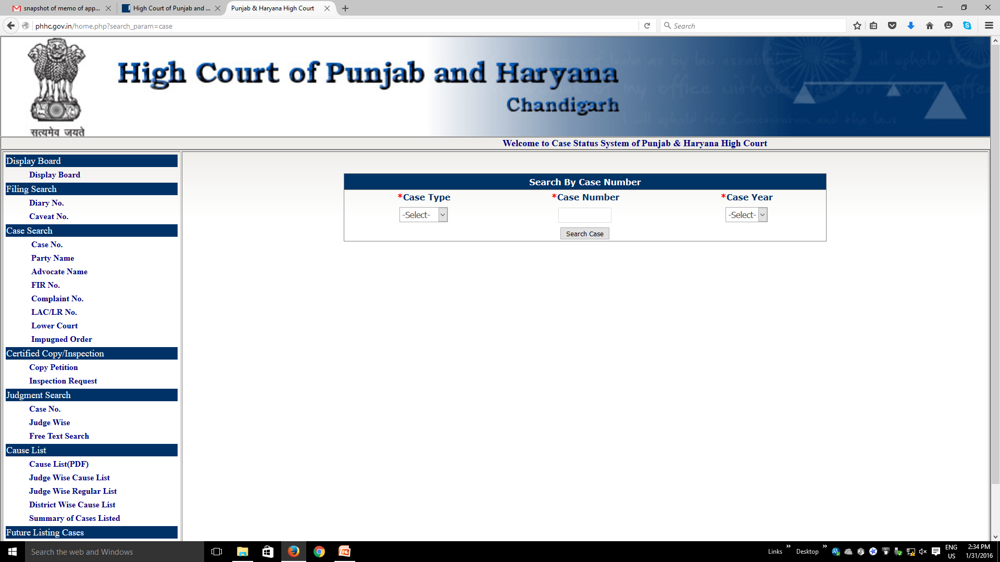 snapshot of memo of app...
High Court of Punjab and ...
Punjab & Haryana High Court
phhc.gov.in/home.php?search_param=case
Search
High Court of Punjab and Haryana
Chandigarh
सत्यमेव जयते
Welcome to Case Status System of Punjab & Haryana High Court
Display Board
Display Board
Filing Search
Diary No.
Caveat No.
Case Search
Case No.
Party Name
Advocate Name
FIR No.
Complaint No.
LAC/LR No.
Lower Court
Impugned Order
Certified Copy/Inspection
Copy Petition
Inspection Request
Judgment Search
Case No.
Judge Wise
Free Text Search
Cause List
Cause List(PDF)
Judge Wise Cause List
Judge Wise Regular List
District Wise Cause List
Summary of Cases Listed
Future Listing Cases
Search By Case Number
*Case Type *Case Number *Case Year
-Select- -Select-
Search Case
Search the web and Windows
Links
Desktop
ENG
US
2:34 PM
1/31/2016